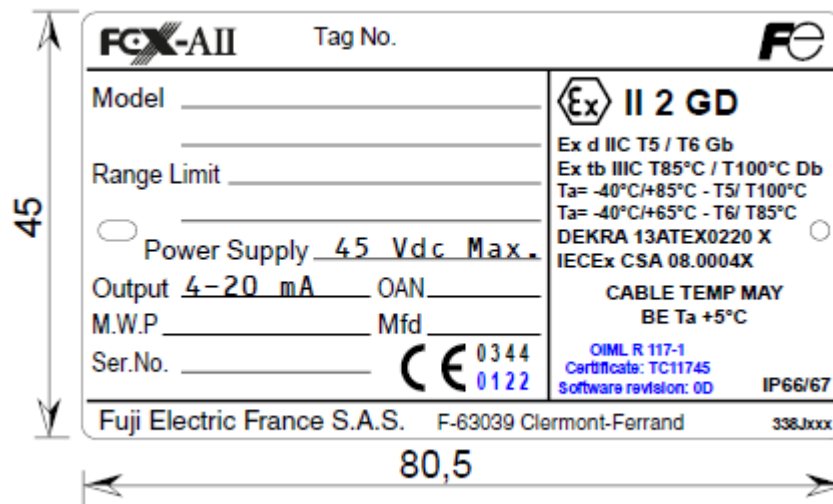 FCX-AII Tag No. Fe
Model
Range Limit
Power Supply 45 Vdc Max.
Output 4-20 mA OAN
M.W.P Mfd
Ser.No. CE 0344
0122
Ex II 2 GD
Ex d IIC T5 / T6 Gb
Ex tb IIIC T85°C / T100°C Db
Ta= -40°C/+85°C - T5/ T100°C
Ta= -40°C/+65°C - T6/ T85°C
DEKRA 13ATEX0220 X
IECEx CSA 08.0004X
CABLE TEMP MAY
BE Ta +5°C
OIML R 117-1
Certificate: TC11745
Software revision: 0D IP66/67
Fuji Electric France S.A.S. F-63039 Clermont-Ferrand 338Jxxx
45
80,5